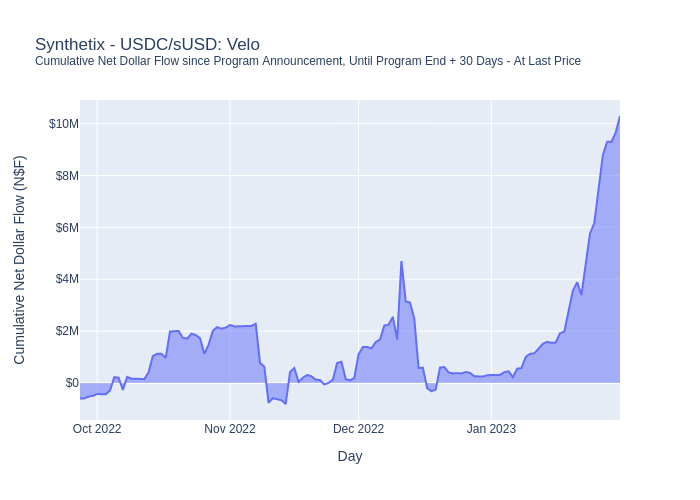 Synthetix - USDC/sUSD: Velo
Cumulative Net Dollar Flow since Program Announcement, Until Program End + 30 Days - At Last Price
Cumulative Net Dollar Flow (N$F)
$10M
$8M
$6M
$4M
$2M
$0
Oct 2022
Nov 2022
Dec 2022
Jan 2023
Day